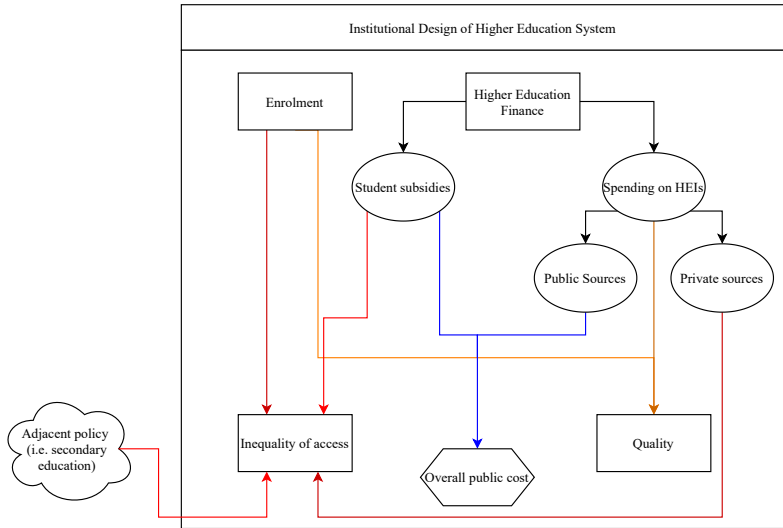 Institutional Design of Higher Education System
Enrolment
Higher Education
Finance
Student subsidies
Spending on HEIs
Public Sources
Private sources
Adjacent policy
(i.e. secondary
education)
Inequality of access
Overall public cost
Quality